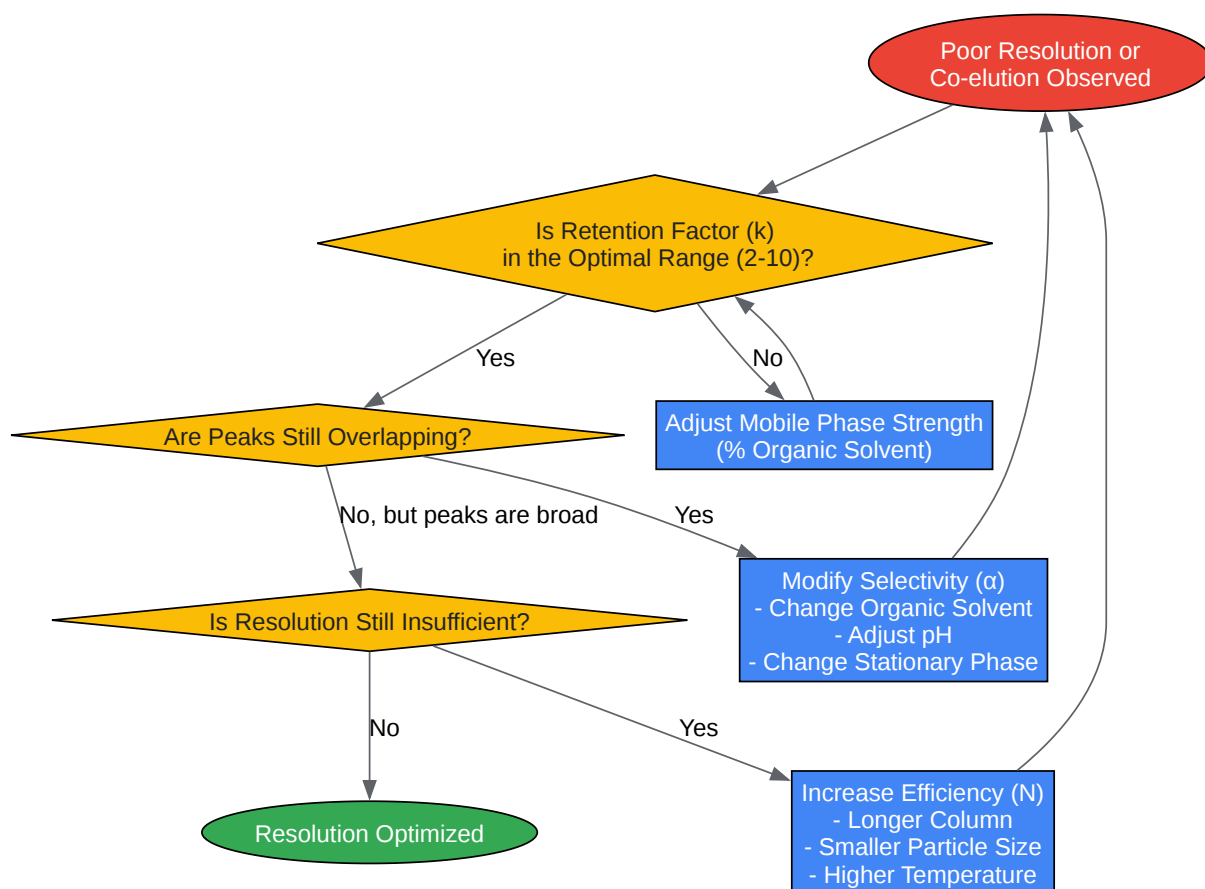 Poor Resolution or
Co-elution Observed
Is Retention Factor (k)
in the Optimal Range (2-10)?
Yes
No
Adjust Mobile Phase Strength
(% Organic Solvent)
Are Peaks Still Overlapping?
No, but peaks are broad
Yes
Modify Selectivity (α)
- Change Organic Solvent
- Adjust pH
- Change Stationary Phase
Is Resolution Still Insufficient?
No
Yes
Resolution Optimized
Increase Efficiency (N)
- Longer Column
- Smaller Particle Size
- Higher Temperature